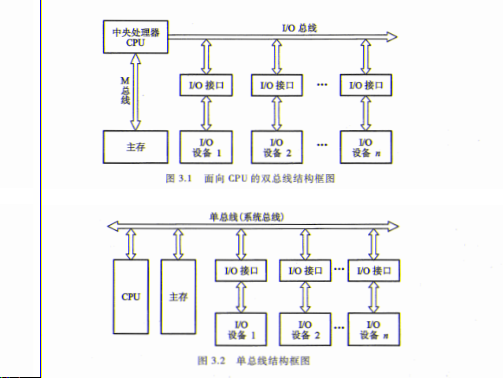 中央处理器
CPU
I/O 总线
M
总
线
I/O 接口
I/O 接口
···
I/O 接口
主存
I/O
设备 1
I/O
设备 2
···
I/O
设备 n
图 3.1 面向 CPU 的双总线结构框图
单总线(系统总线)
CPU
主存
I/O 接口
I/O 接口
···
I/O 接口
I/O
设备 1
I/O
设备 2
···
I/O
设备 n
图 3.2 单总线结构框图